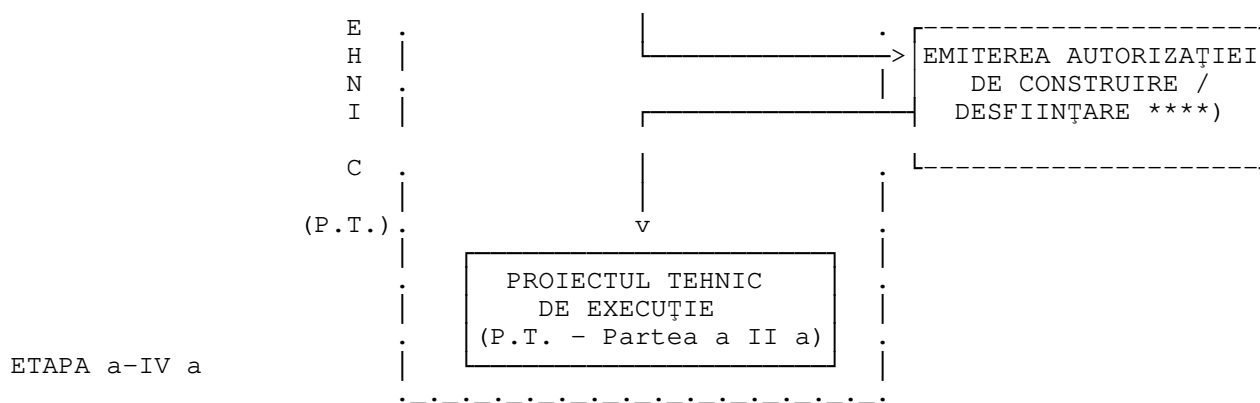 E
H
N
I
C
(P.T.)
EMITEREA AUTORIZAŢIEI
DE CONSTRUIRE /
DESFIINŢARE ****)
v
PROIECTUL TEHNIC
DE EXECUŢIE
(P.T. - Partea a II a)
ETAPA a-IV a